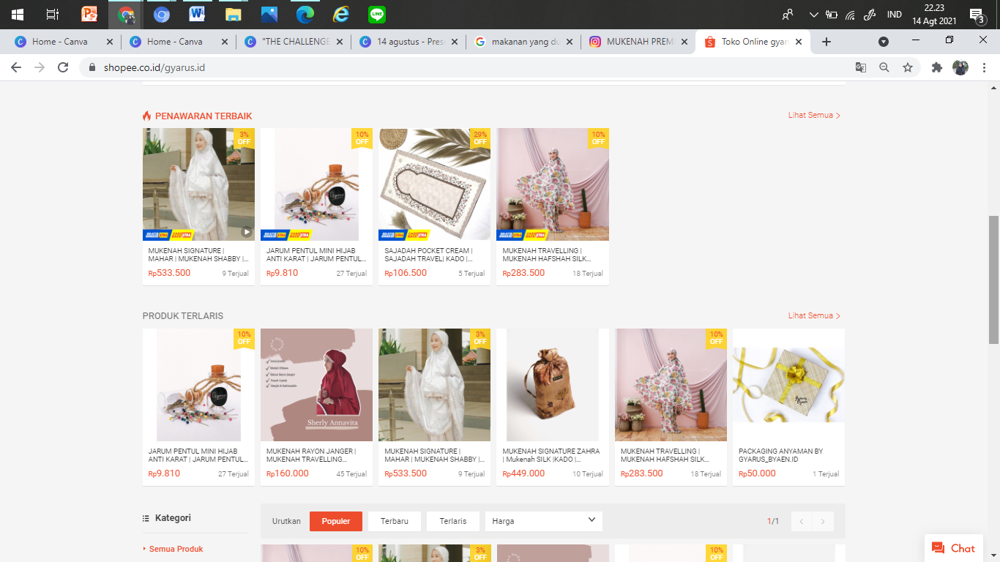 22.23
IND
14 Agt 2021
3
Home - Canva
Home - Canva
"THE CHALLENGE
14 agustus - Pres
makanan yang du
MUKENAH PREM
Toko Online gyar
shopee.co.id/gyarus.id
PENAWARAN TERBAIK
Lihat Semua
3%
OFF
10%
OFF
29%
OFF
10%
OFF
MUKENAH SIGNATURE |
MAHAR | MUKENAH SHABBY |...
Rp533.500
9 Terjual
JARUM PENTUL MINI HIJAB
ANTI KARAT | JARUM PENTUL...
Rp9.810
27 Terjual
SAJADAH POCKET CREAM |
SAJADAH TRAVEL| KADO |...
Rp106.500
5 Terjual
MUKENAH TRAVELLING |
MUKENAH HAFSHAH SILK...
Rp283.500
18 Terjual
PRODUK TERLARIS
Lihat Semua
10%
OFF
3%
OFF
10%
OFF
Sherly Annavita
JARUM PENTUL MINI HIJAB
ANTI KARAT | JARUM PENTUL...
Rp9.810
27 Terjual
MUKENAH RAYON JANGER |
MUKENAH TRAVELLING...
Rp160.000
45 Terjual
MUKENAH SIGNATURE |
MAHAR | MUKENAH SHABBY |...
Rp533.500
9 Terjual
MUKENAH SIGNATURE ZAHRA
| Mukenah SILK |KADO |...
Rp449.000
10 Terjual
MUKENAH TRAVELLING |
MUKENAH HAFSHAH SILK...
Rp283.500
18 Terjual
PACKAGING ANYAMAN BY
GYARUS_BYAEN.ID
Rp50.000
1 Terjual
Kategori
Semua Produk
Urutkan
Populer
Terbaru
Terlaris
Harga
1/1
10%
OFF
3%
OFF
10%
OFF
Chat